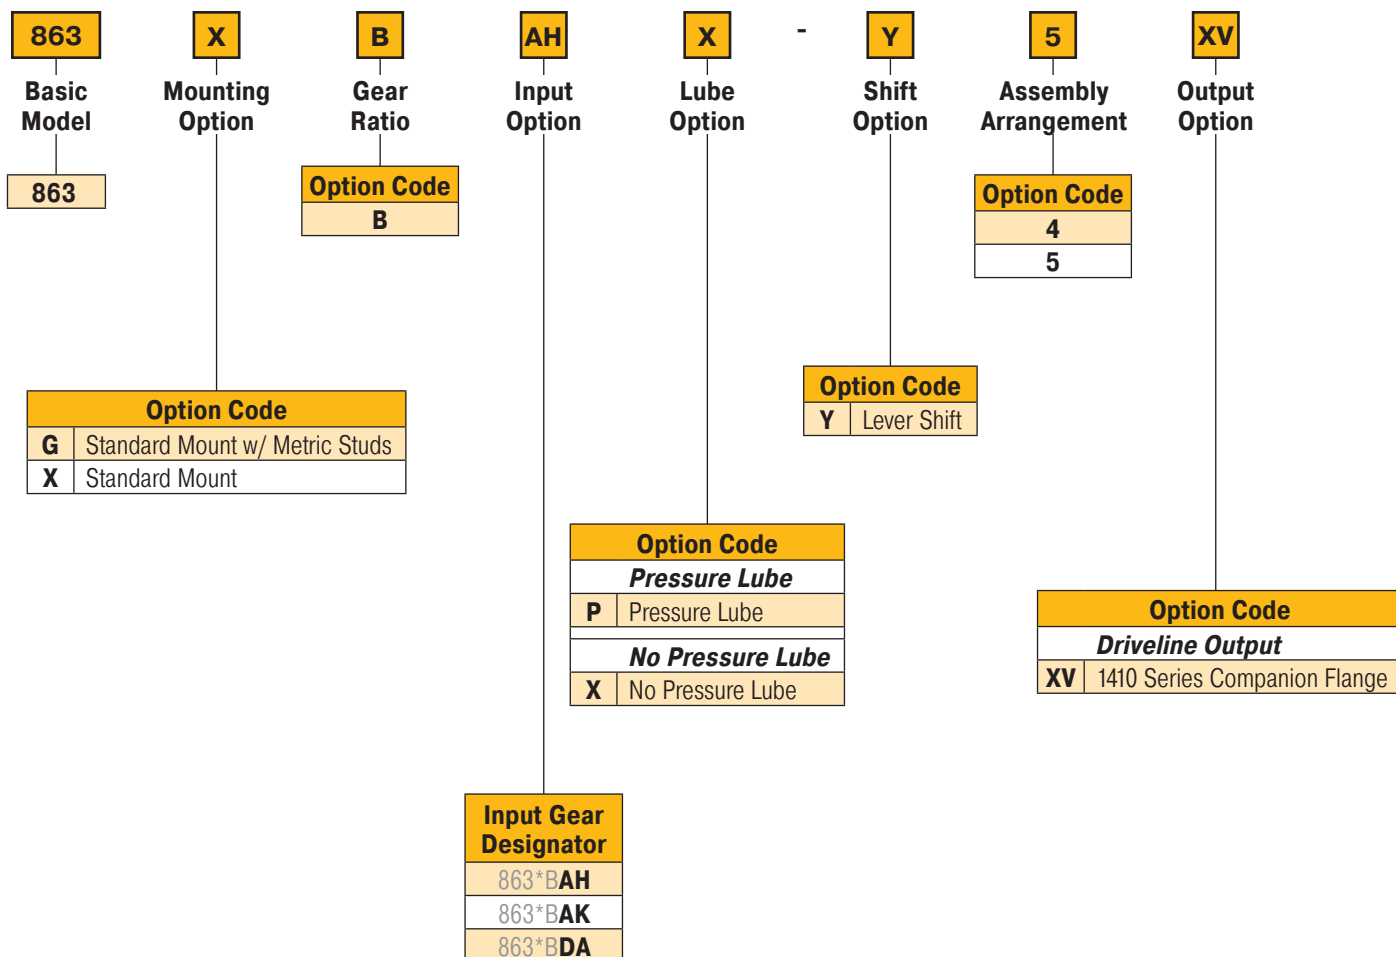 863 X B AH X - Y 5 XV
Basic Model
Mounting Option
Gear Ratio
Input Option
Lube Option
Shift Option
Assembly Arrangement
Output Option
863
Option Code
B
Option Code
4
5
Option Code
Y Lever Shift
Option Code
G Standard Mount w/ Metric Studs
X Standard Mount
Option Code
Pressure Lube
P Pressure Lube
No Pressure Lube
X No Pressure Lube
Option Code
Driveline Output
XV 1410 Series Companion Flange
Input Gear
Designator
863*BAH
863*BAK
863*BDA